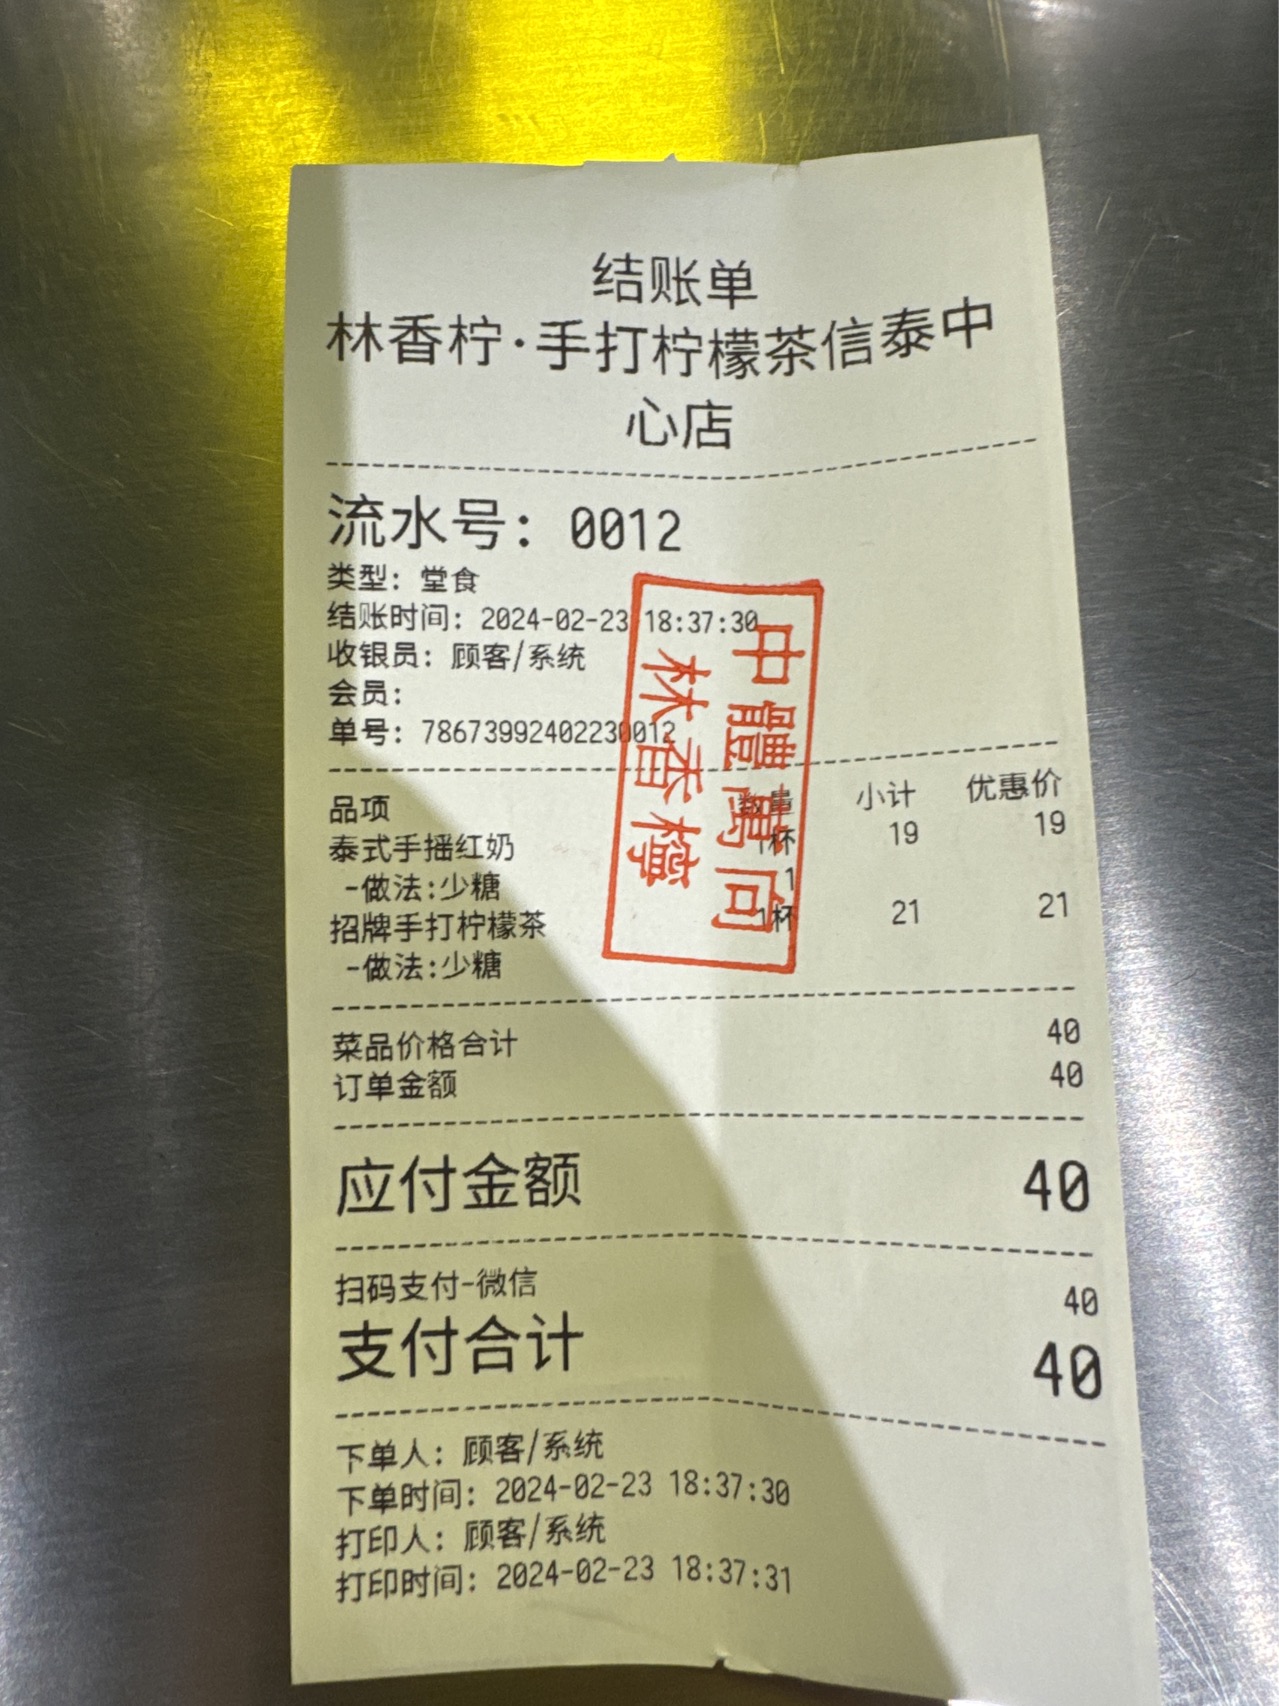 结账单
林香柠·手打柠檬茶信泰中
心店
流水号：0012
类型：堂食
结账时间：2024-02-23 18:37:30
收银员：顾客/系统
会员：
单号：78673992402230012
品项 数量 小计 优惠价
泰式手摇红奶 1杯 19 19
-做法:少糖 1
招牌手打柠檬茶 1杯 21 21
-做法:少糖
菜品价格合计 40
订单金额 40
应付金额 40
扫码支付-微信 40
支付合计 40
下单人：顾客/系统
下单时间：2024-02-23 18:37:30
打印人：顾客/系统
打印时间：2024-02-23 18:37:31
中體萬向
林香檸